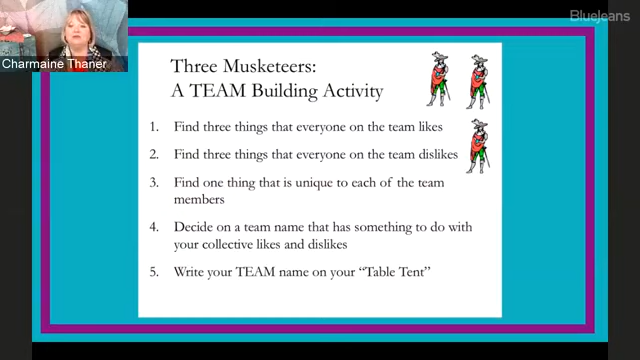 BlueJeans
Charmaine Thaner
Three Musketeers:
A TEAM Building Activity
1. Find three things that everyone on the team likes
2. Find three things that everyone on the team dislikes
3. Find one thing that is unique to each of the team
members
4. Decide on a team name that has something to do with
your collective likes and dislikes
5. Write your TEAM name on your “Table Tent”